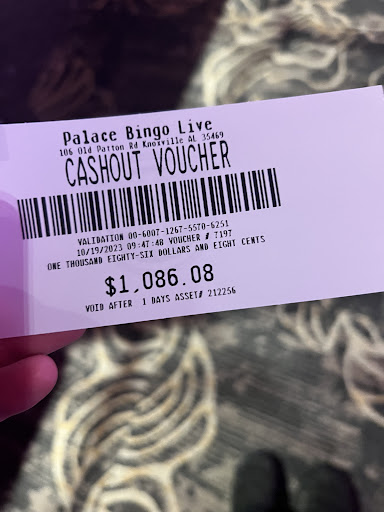 Palace Bingo Live
106 Old Patton Rd Knoxville AL 35469
CASHOUT VOUCHER
VALIDATION 00-6007-1267-5570-6251
10/19/2023 09:47:48 VOUCHER # 7197
ONE THOUSAND EIGHTY-SIX DOLLARS AND EIGHT CENTS
$1,086.08
VOID AFTER 1 DAYS ASSET# 212256